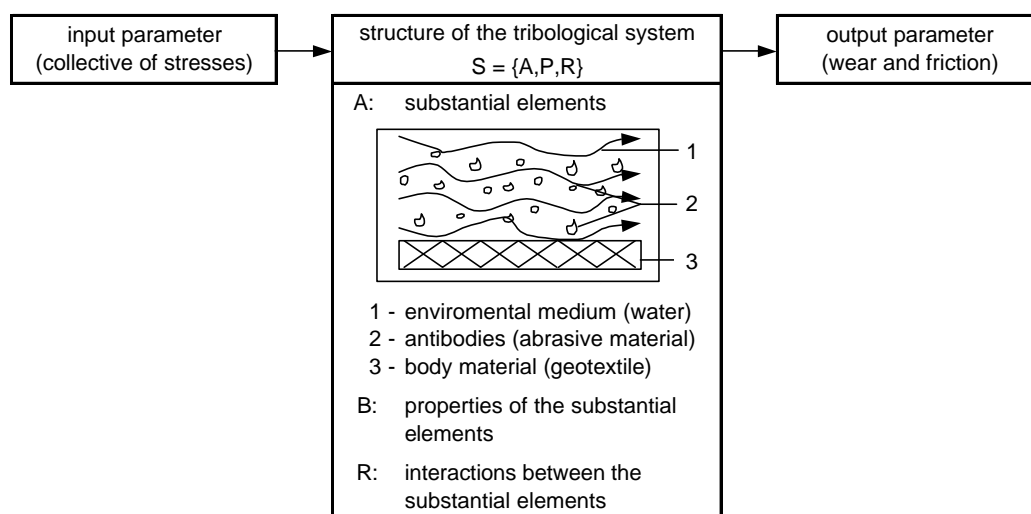 input parameter
(collective of stresses)
structure of the tribological system
S = {A,P,R}
output parameter
(wear and friction)
A: substantial elements
1
2
3
1 - enviromental medium (water)
2 - antibodies (abrasive material)
3 - body material (geotextile)
B: properties of the substantial
elements
R: interactions between the
substantial elements